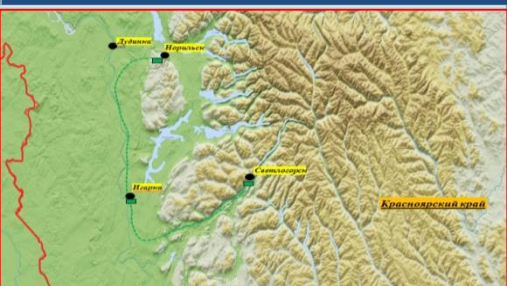 Дудинка
Норильск
Светлогорск
Игарка
Красноярский край